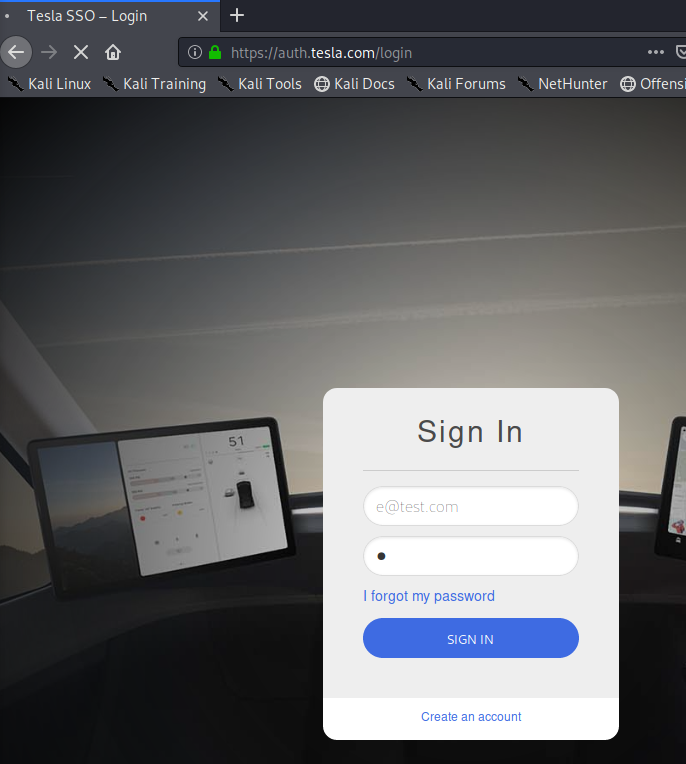 Tesla SSO – Login
https://auth.tesla.com/login
Kali Linux Kali Training Kali Tools Kali Docs Kali Forums NetHunter Offensi
51
Sign In
e@test.com
I forgot my password
SIGN IN
Create an account